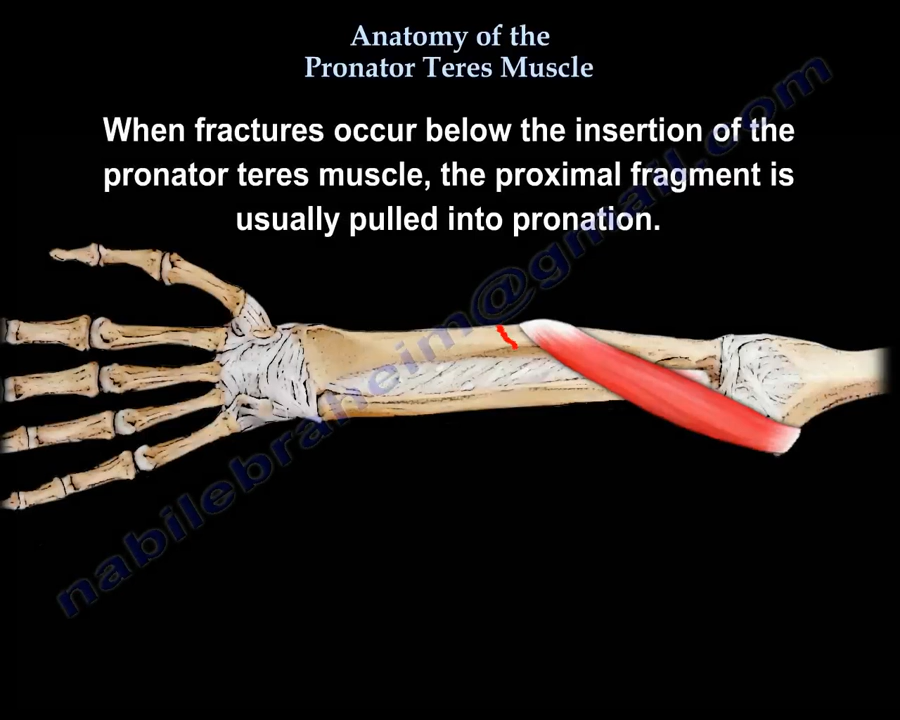 Anatomy of the
Pronator Teres Muscle
When fractures occur below the insertion of the
pronator teres muscle, the proximal fragment is
usually pulled into pronation.
nabilebraheim@gmail.com